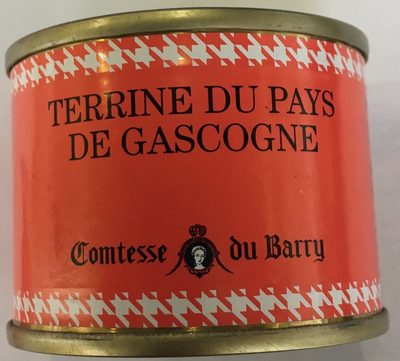 TERRINE DU PAYS
DE GASCOGNE
Comtesse du Barry